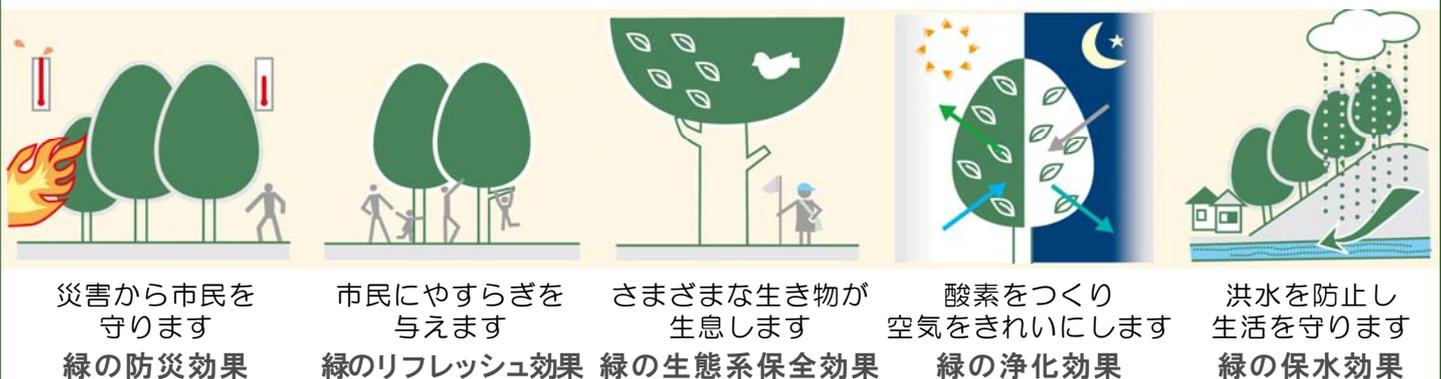 災害から市民を
守ります
緑の防災効果
市民にやすらぎを
与えます
緑のリフレッシュ効果
さまざまな生き物が
生息します
緑の生態系保全効果
酸素をつくり
空気をきれいにします
緑の浄化効果
洪水を防止し
生活を守ります
緑の保水効果